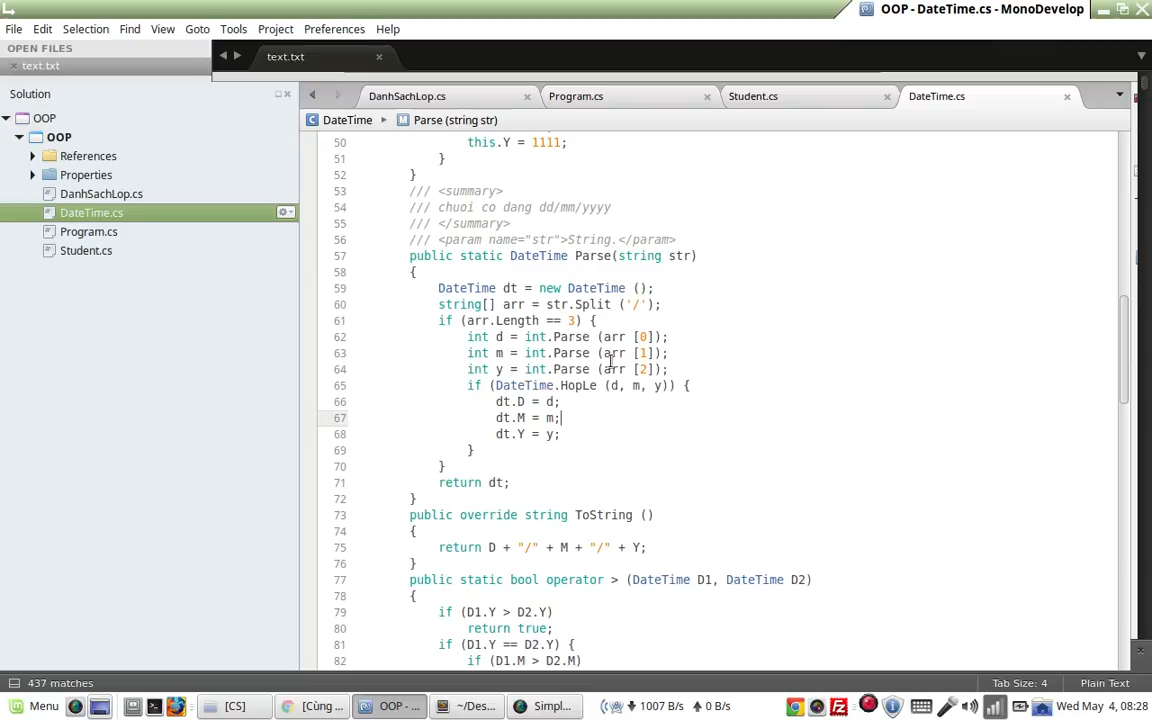 OOP - DateTime.cs - MonoDevelop
File Edit Selection Find View Goto Tools Project Preferences Help
OPEN FILES
text.txt
text.txt
Solution
OOP
OOP
References
Properties
DanhSachLop.cs
DateTime.cs
Program.cs
Student.cs
DanhSachLop.cs Program.cs Student.cs DateTime.cs
DateTime Parse (string str)
50 this.Y = 1111;
51 }
52 }
53 /// <summary>
54 /// chuoi co dang dd/mm/yyyy
55 /// </summary>
56 /// <param name="str">String.</param>
57 public static DateTime Parse(string str)
58 {
59 DateTime dt = new DateTime ();
60 string[] arr = str.Split ('/');
61 if (arr.Length == 3) {
62 int d = int.Parse (arr [0]);
63 int m = int.Parse (arr [1]);
64 int y = int.Parse (arr [2]);
65 if (DateTime.HopLe (d, m, y)) {
66 dt.D = d;
67 dt.M = m;
68 dt.Y = y;
69 }
70 }
71 return dt;
72 }
73 public override string ToString ()
74 {
75 return D + "/" + M + "/" + Y;
76 }
77 public static bool operator > (DateTime D1, DateTime D2)
78 {
79 if (D1.Y > D2.Y)
80 return true;
81 if (D1.Y == D2.Y) {
82 if (D1.M > D2.M)
437 matches Tab Size: 4 Plain Text
Menu [CS] [Cùng ... OOP - ... ~/Des... Simpl... 1007 B/s 0 B/s Wed May 4, 08:28